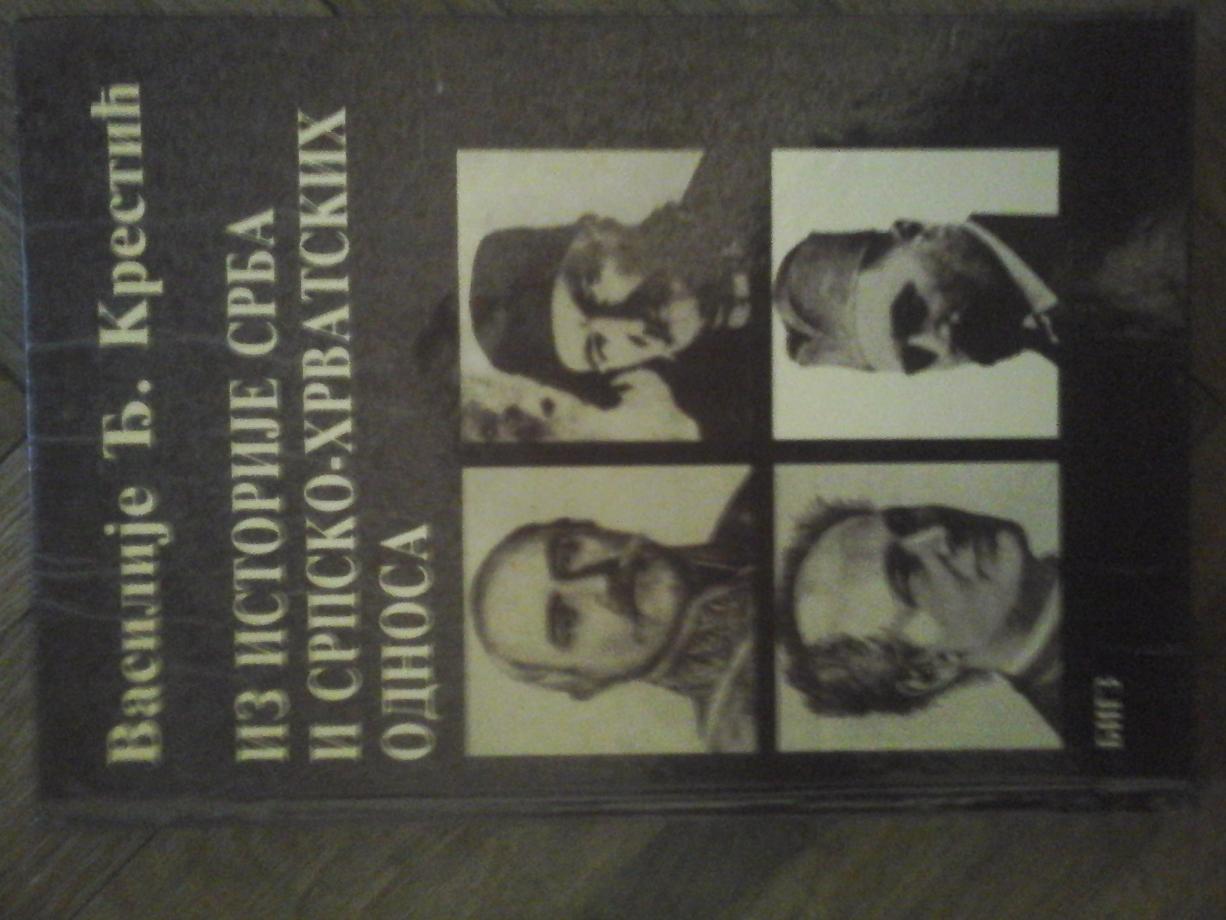 Василије Ђ. Крестић
ИЗ ИСТОРИЈЕ СРБА
И СРПСКО-ХРВАТСКИХ
ОДНОСА
БИГЗ